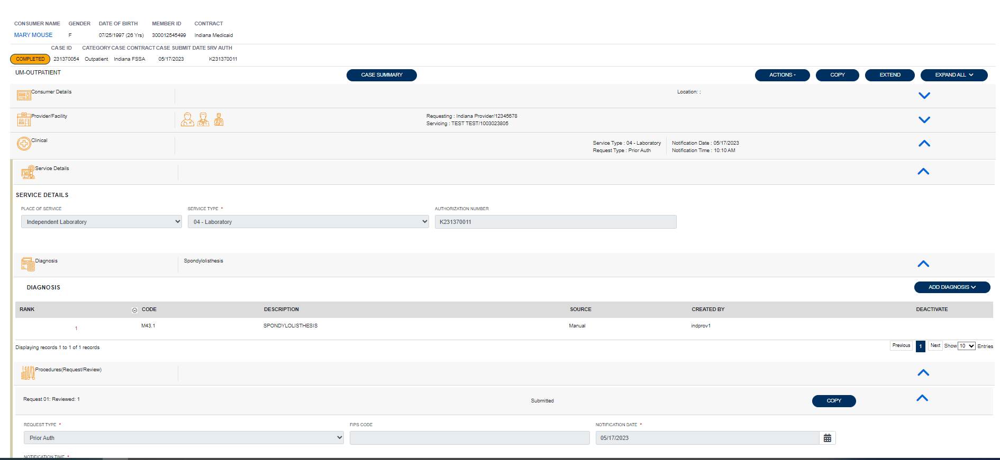 CONSUMER NAME GENDER DATE OF BIRTH MEMBER ID CONTRACT
MARY MOUSE F 07/25/1997 (26 Yrs) 300012545499 Indiana Medicaid
CASE ID CATEGORY CASE CONTRACT CASE SUBMIT DATE SRV AUTH
COMPLETED 231370054 Outpatient Indiana FSSA 05/17/2023 K231370011
UM-OUTPATIENT CASE SUMMARY ACTIONS - COPY EXTEND EXPAND ALL
Consumer Details Location: ;
Provider/Facility Requesting : Indiana Provider/12345678
Servicing : TEST TEST/1003023805
Clinical Service Type : 04 - Laboratory Notification Date : 05/17/2023
Request Type : Prior Auth Notification Time : 10:10 AM
Service Details
SERVICE DETAILS
PLACE OF SERVICE SERVICE TYPE * AUTHORIZATION NUMBER
Independent Laboratory 04 - Laboratory K231370011
Diagnosis Spondylolisthesis
DIAGNOSIS ADD DIAGNOSIS
RANK CODE DESCRIPTION SOURCE CREATED BY DEACTIVATE
1 M43.1 SPONDYLOLISTHESIS Manual indprov1
Displaying records 1 to 1 of 1 records Previous 1 Next Show 10 Entries
Procedures(Request/Review)
Request 01: Reviewed: 1 Submitted COPY
REQUEST TYPE * FIPS CODE NOTIFICATION DATE *
Prior Auth 05/17/2023
NOTIFICATION TIME *